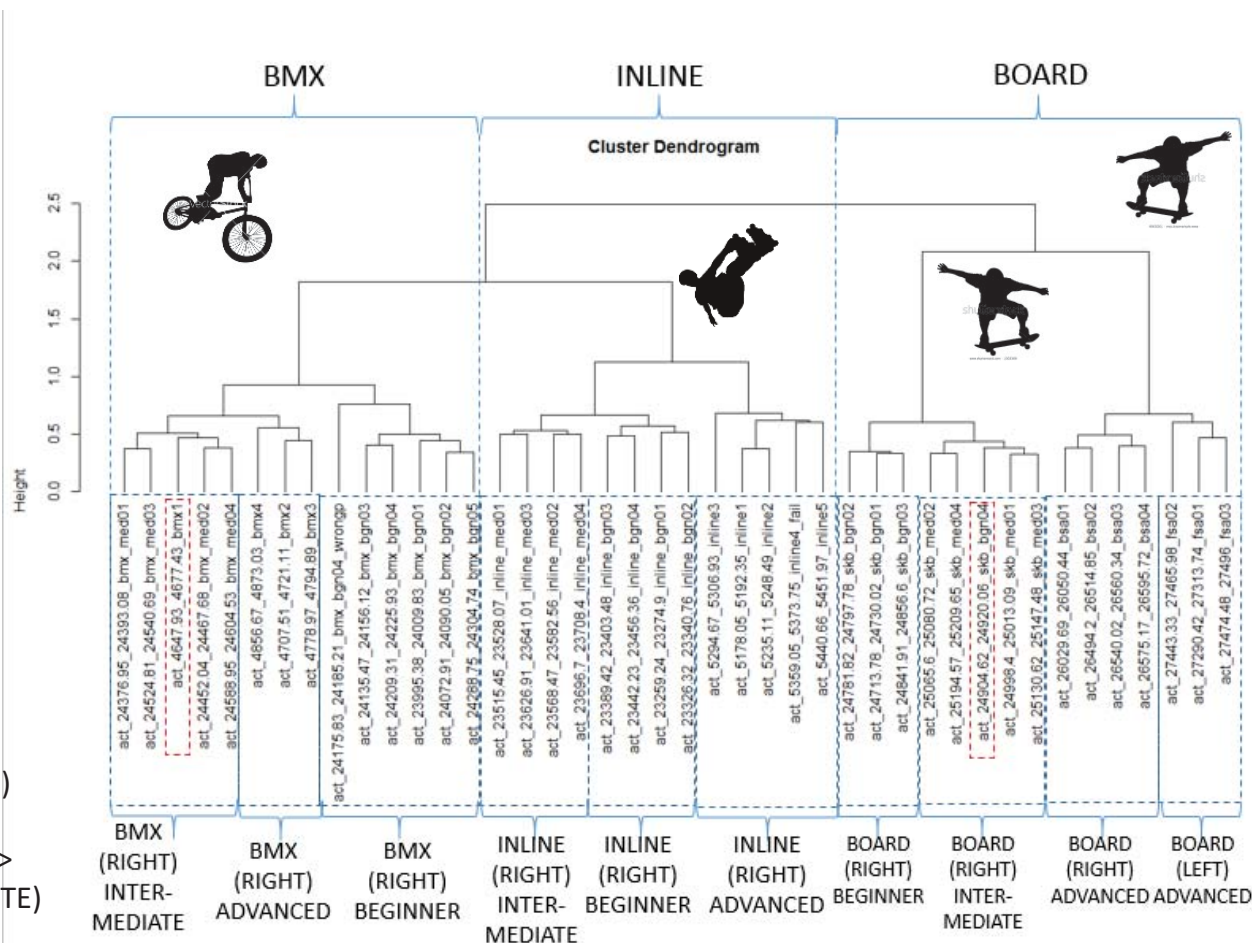 BMX
INLINE
BOARD
Cluster Dendrogram
Height
0.0
0.5
1.0
1.5
2.0
2.5
act_24376.95_24393.08_bmx_med01
act_24524.81_24540.69_bmx_med03
act_4647.93_4677.43_bmx1
act_24452.04_24467.68_bmx_med02
act_24588.95_24604.53_bmx_med04
act_4856.67_4873.03_bmx4
act_4707.51_4721.11_bmx2
act_4778.97_4794.89_bmx3
act_24175.83_24185.21_bmx_bgn04_wrongp
act_24135.47_24156.12_bmx_bgn03
act_24209.31_24225.93_bmx_bgn04
act_23995.38_24009.83_bmx_bgn01
act_24072.91_24090.05_bmx_bgn02
act_24288.75_24304.74_bmx_bgn05
act_23515.45_23528.07_inline_med01
act_23626.91_23641.01_inline_med03
act_23568.47_23582.56_inline_med02
act_23696.7_23708.4_inline_med04
act_23389.42_23403.48_inline_bgn03
act_23442.23_23456.36_inline_bgn04
act_23259.24_23274.9_inline_bgn01
act_23326.32_23340.76_inline_bgn02
act_5294.67_5306.93_inline3
act_5178.05_5192.35_inline1
act_5235.11_5248.49_inline2
act_5359.05_5373.75_inline4_fail
act_5440.66_5451.97_inline5
act_24781.82_24797.78_skb_bgn02
act_24713.78_24730.02_skb_bgn01
act_24841.91_24856.6_skb_bgn03
act_25065.6_25080.72_skb_med02
act_25194.57_25209.65_skb_med04
act_24904.62_24920.06_skb_bgn04
act_24998.4_25013.09_skb_med01
act_25130.62_25147.48_skb_med03
act_26029.69_26050.44_bsa01
act_26494.2_26514.85_bsa02
act_26540.02_26560.34_bsa03
act_26575.17_26595.72_bsa04
act_27443.33_27465.98_fsa02
act_27290.42_27313.74_fsa01
act_27474.48_27496_fsa03
)
>
TE)
BMX
(RIGHT)
INTER-
MEDIATE
BMX
(RIGHT)
ADVANCED
BMX
(RIGHT)
BEGINNER
INLINE
(RIGHT)
INTER-
MEDIATE
INLINE
(RIGHT)
BEGINNER
INLINE
(RIGHT)
ADVANCED
BOARD
(RIGHT)
BEGINNER
BOARD
(RIGHT)
INTER-
MEDIATE
BOARD
(RIGHT)
ADVANCED
BOARD
(LEFT)
ADVANCED